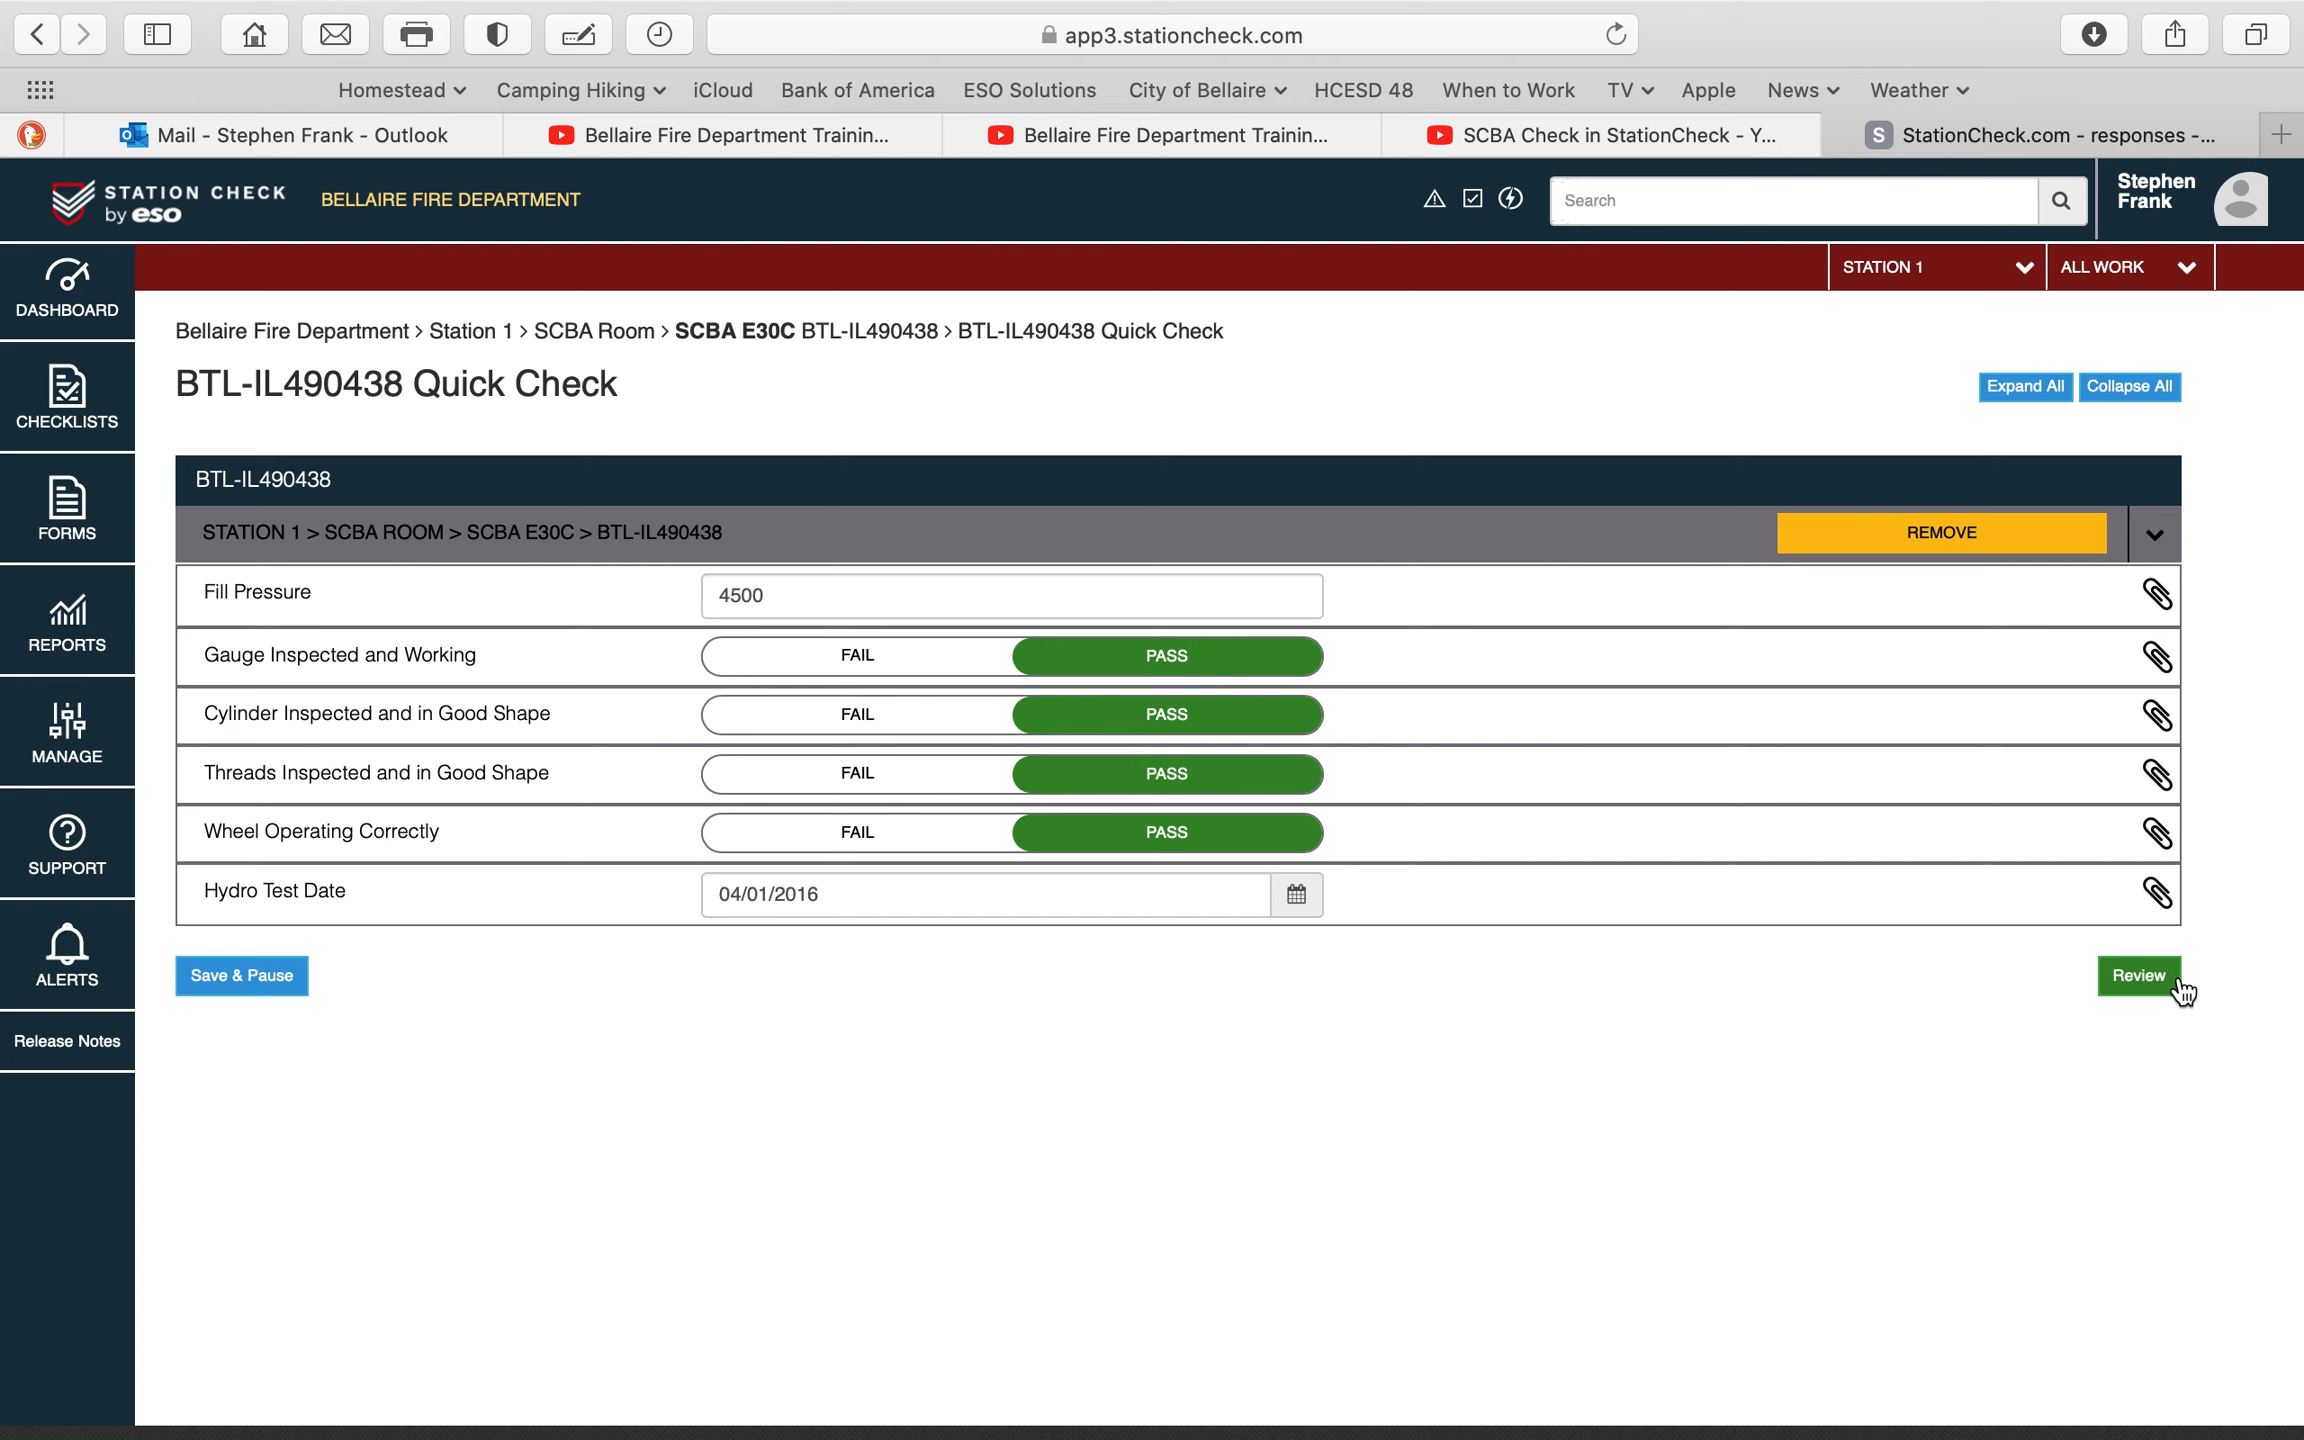 app3.stationcheck.com
Homestead Camping Hiking iCloud Bank of America ESO Solutions City of Bellaire HCESD 48 When to Work TV Apple News Weather
Mail - Stephen Frank - Outlook Bellaire Fire Department Trainin... Bellaire Fire Department Trainin... SCBA Check in StationCheck - Y... S StationCheck.com - responses -...
STATION CHECK
by eso
BELLAIRE FIRE DEPARTMENT
Search
Stephen
Frank
DASHBOARD
CHECKLISTS
FORMS
REPORTS
MANAGE
SUPPORT
ALERTS
Release Notes
STATION 1 ALL WORK
Bellaire Fire Department > Station 1 > SCBA Room > SCBA E30C BTL-IL490438 > BTL-IL490438 Quick Check
BTL-IL490438 Quick Check
Expand All Collapse All
BTL-IL490438
STATION 1 > SCBA ROOM > SCBA E30C > BTL-IL490438 REMOVE
Fill Pressure 4500
Gauge Inspected and Working FAIL PASS
Cylinder Inspected and in Good Shape FAIL PASS
Threads Inspected and in Good Shape FAIL PASS
Wheel Operating Correctly FAIL PASS
Hydro Test Date 04/01/2016
Save & Pause Review